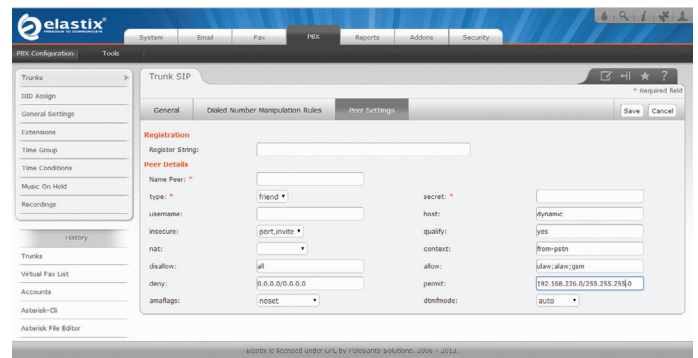 elastix
FREEDOM TO COMMUNICATE
System Email Fax PBX Reports Addons Security
PBX Configuration Tools
Trunks
DID Assign
General Settings
Extensions
Time Group
Time Conditions
Music On Hold
Recordings
History
Trunks
Virtual Fax List
Accounts
Asterisk-Cli
Asterisk File Editor
Trunk SIP
* Required field
General Dialed Number Manipulation Rules Peer Settings Save Cancel
Registration
Register String:
Peer Details
Name Peer: *
type: * friend secret: *
username: host: dynamic
insecure: port,invite qualify: yes
nat: context: from-pstn
disallow: all allow: ulaw;alaw;gsm
deny: 0.0.0.0/0.0.0.0 permit: 192.168.226.0/255.255.255.0
amaflags: noset dtmfmode: auto
Elastix is licensed under GPL by PaloSanto Solutions. 2006 - 2013.